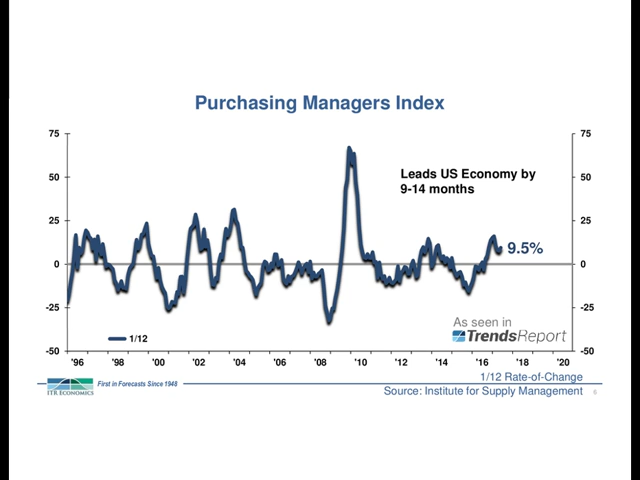 Purchasing Managers Index
75
75
Leads US Economy by
9-14 months
50
50
25
25
9.5%
0
0
-25
-25
As seen in
TrendsReport
1/12
-50
-50
'96 '98 '00 '02 '04 '06 '08 '10 '12 '14 '16 '18 '20
1/12 Rate-of-Change
First in Forecasts Since 1948
ITR ECONOMICS
Source: Institute for Supply Management
6